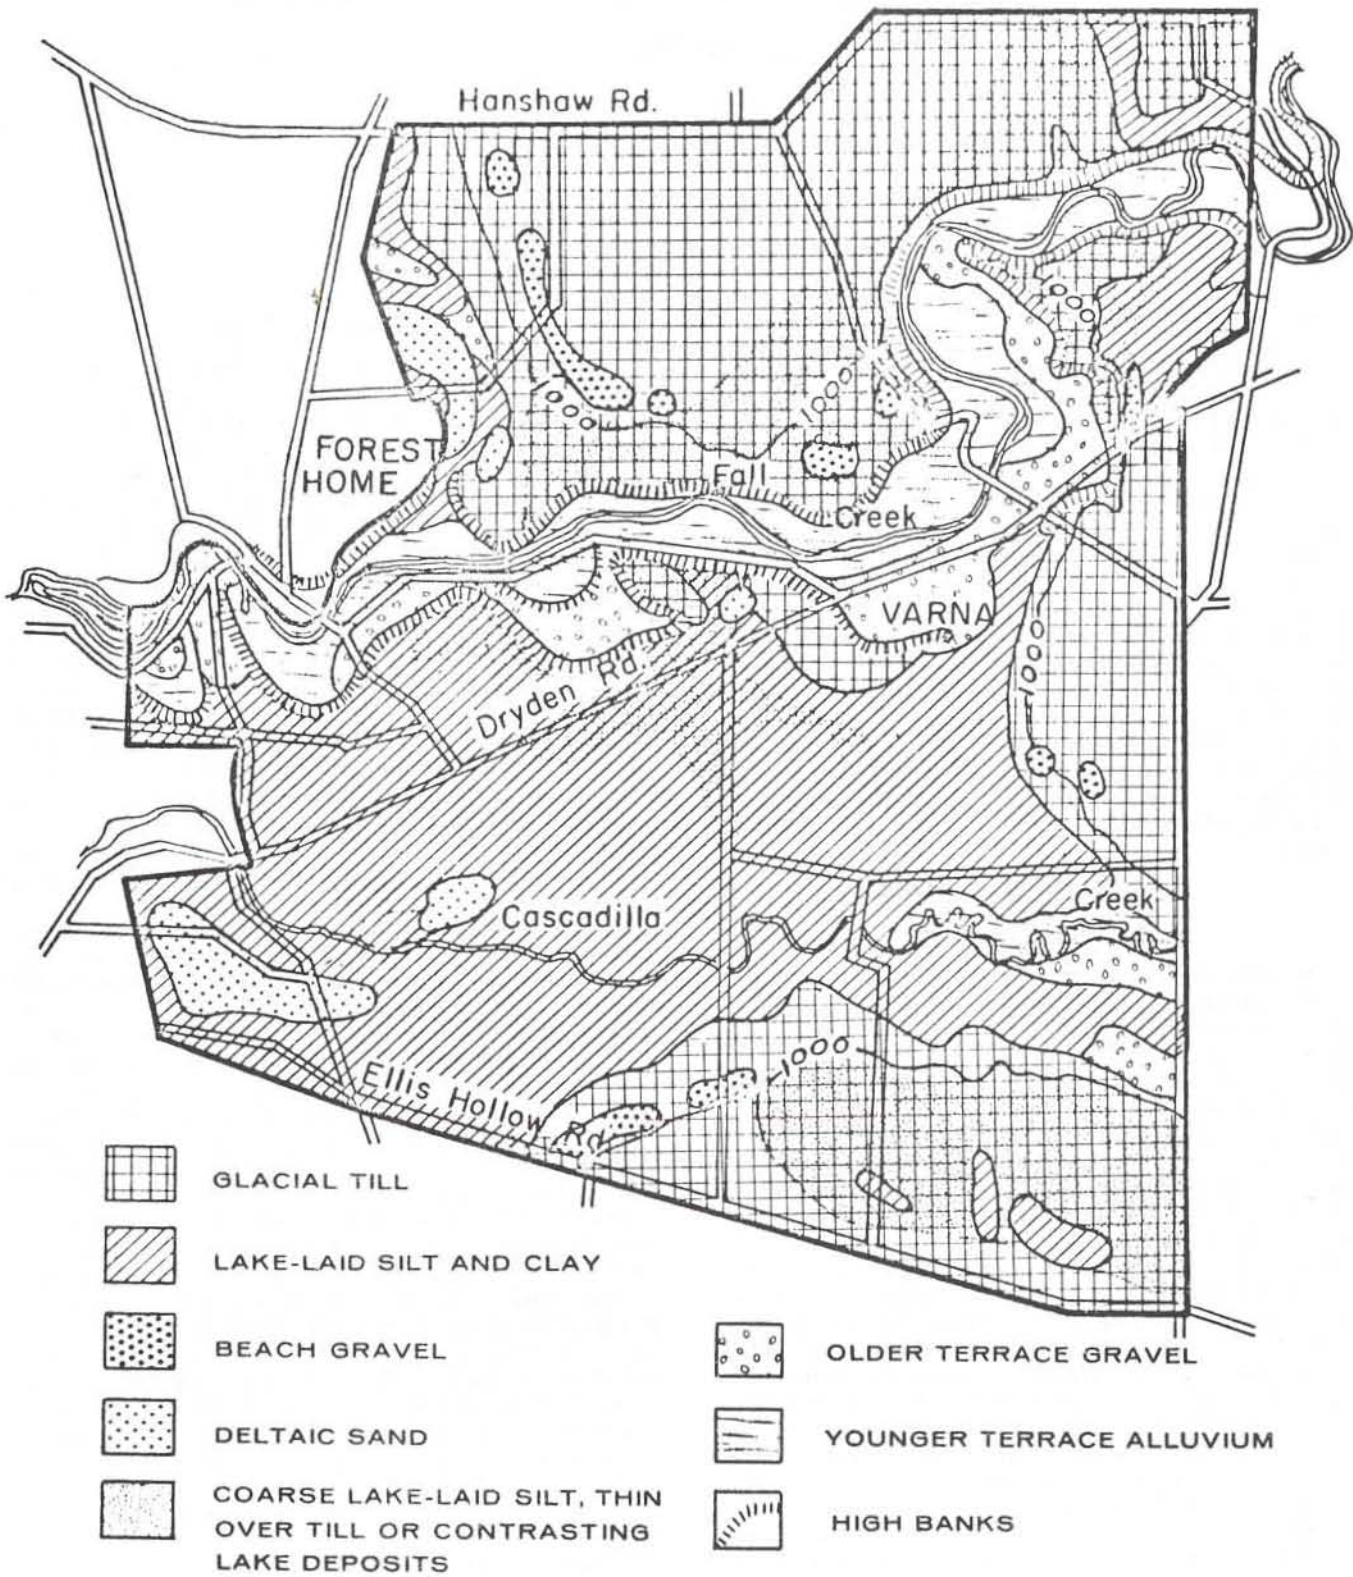 Hanshaw Rd.
1000
1000
FOREST
HOME
Fall
Creek
VARNA
1000
Dryden Rd.
Cascadilla
Creek
1000
Ellis Hollow Rd.
GLACIAL TILL
LAKE-LAID SILT AND CLAY
BEACH GRAVEL
DELTAIC SAND
COARSE LAKE-LAID SILT, THIN
OVER TILL OR CONTRASTING
LAKE DEPOSITS
OLDER TERRACE GRAVEL
YOUNGER TERRACE ALLUVIUM
HIGH BANKS